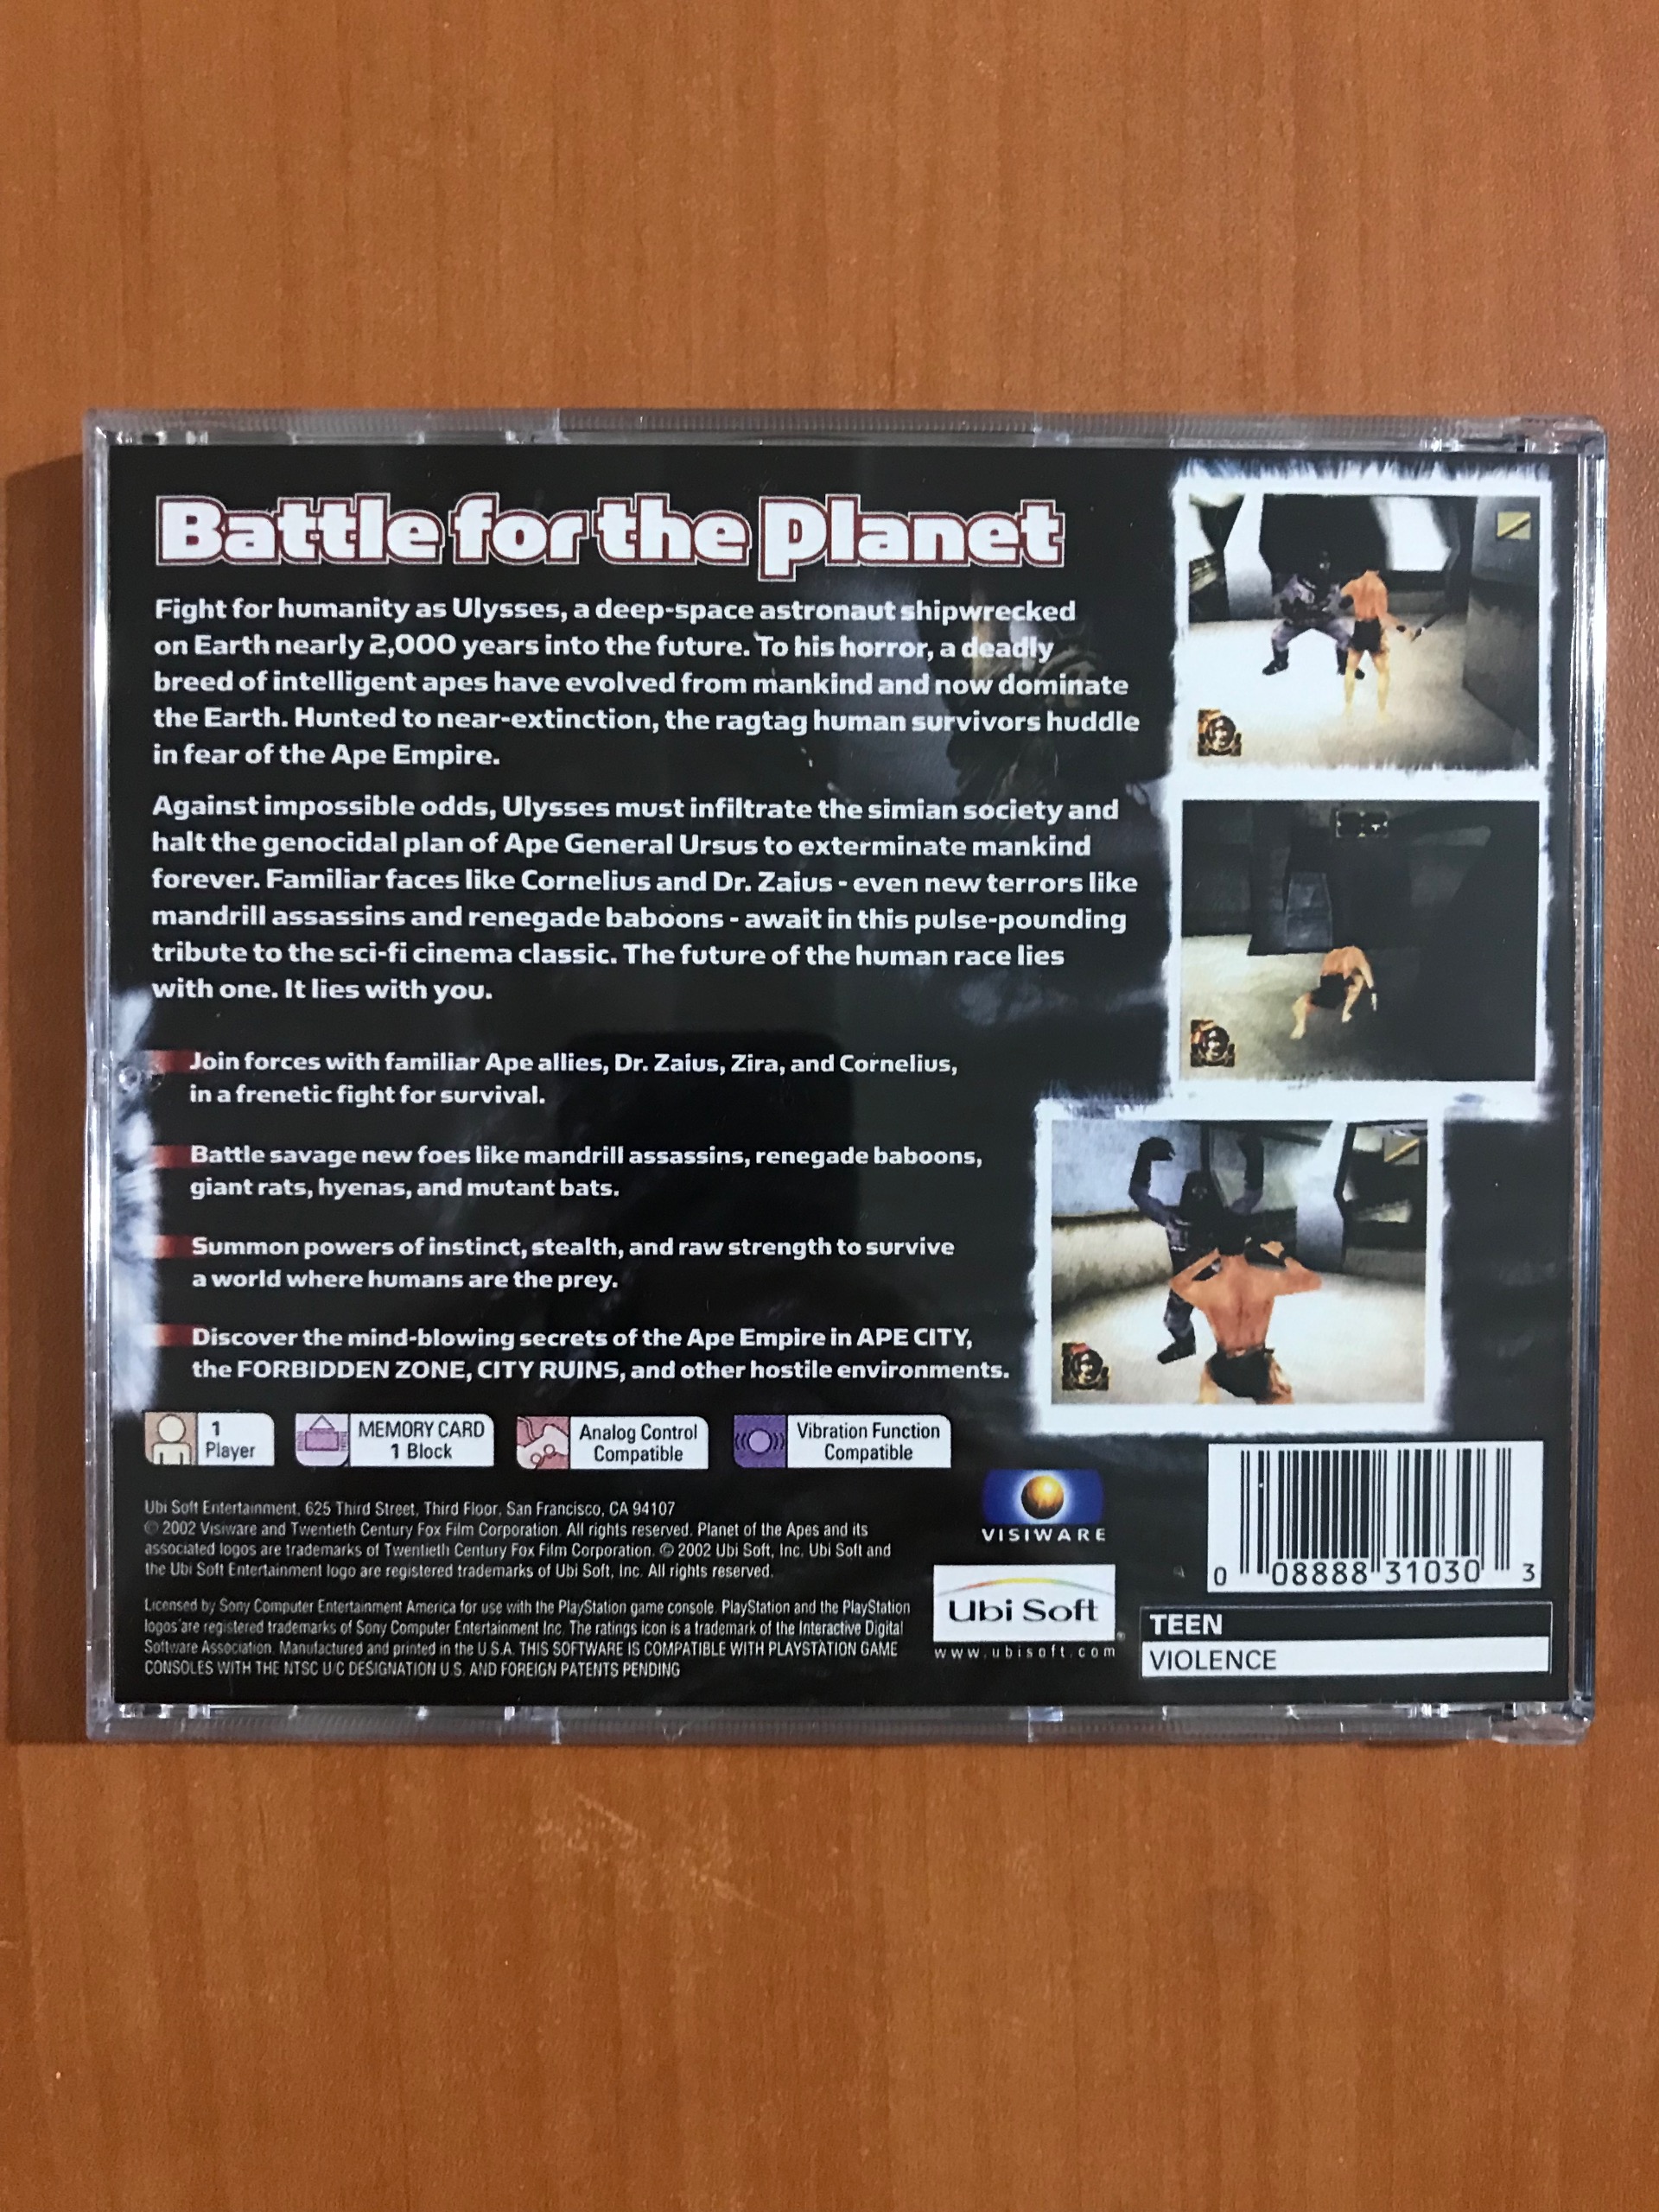 Battle for the Planet
Fight for humanity as Ulysses, a deep-space astronaut shipwrecked
on Earth nearly 2,000 years into the future. To his horror, a deadly
breed of intelligent apes have evolved from mankind and now dominate
the Earth. Hunted to near-extinction, the ragtag human survivors huddle
in fear of the Ape Empire.
Against impossible odds, Ulysses must infiltrate the simian society and
halt the genocidal plan of Ape General Ursus to exterminate mankind
forever. Familiar faces like Cornelius and Dr. Zaius - even new terrors like
mandrill assassins and renegade baboons - await in this pulse-pounding
tribute to the sci-fi cinema classic. The future of the human race lies
with one. It lies with you.
Join forces with familiar Ape allies, Dr. Zaius, Zira, and Cornelius,
in a frenetic fight for survival.
Battle savage new foes like mandrill assassins, renegade baboons,
giant rats, hyenas, and mutant bats.
Summon powers of instinct, stealth, and raw strength to survive
a world where humans are the prey.
Discover the mind-blowing secrets of the Ape Empire in APE CITY,
the FORBIDDEN ZONE, CITY RUINS, and other hostile environments.
1
Player
MEMORY CARD
1 Block
Analog Control
Compatible
Vibration Function
Compatible
Ubi Soft Entertainment, 625 Third Street, Third Floor, San Francisco, CA 94107
© 2002 Visiware and Twentieth Century Fox Film Corporation. All rights reserved. Planet of the Apes and its
associated logos are trademarks of Twentieth Century Fox Film Corporation. © 2002 Ubi Soft, Inc. Ubi Soft and
the Ubi Soft Entertainment logo are registered trademarks of Ubi Soft, Inc. All rights reserved.
Licensed by Sony Computer Entertainment America for use with the PlayStation game console. PlayStation and the PlayStation
logos are registered trademarks of Sony Computer Entertainment Inc. The ratings icon is a trademark of the Interactive Digital
Software Association. Manufactured and printed in the U.S.A. THIS SOFTWARE IS COMPATIBLE WITH PLAYSTATION GAME
CONSOLES WITH THE NTSC U/C DESIGNATION U.S. AND FOREIGN PATENTS PENDING
VISIWARE
Ubi Soft
www.ubisoft.com
0 08888 31030 3
TEEN
VIOLENCE